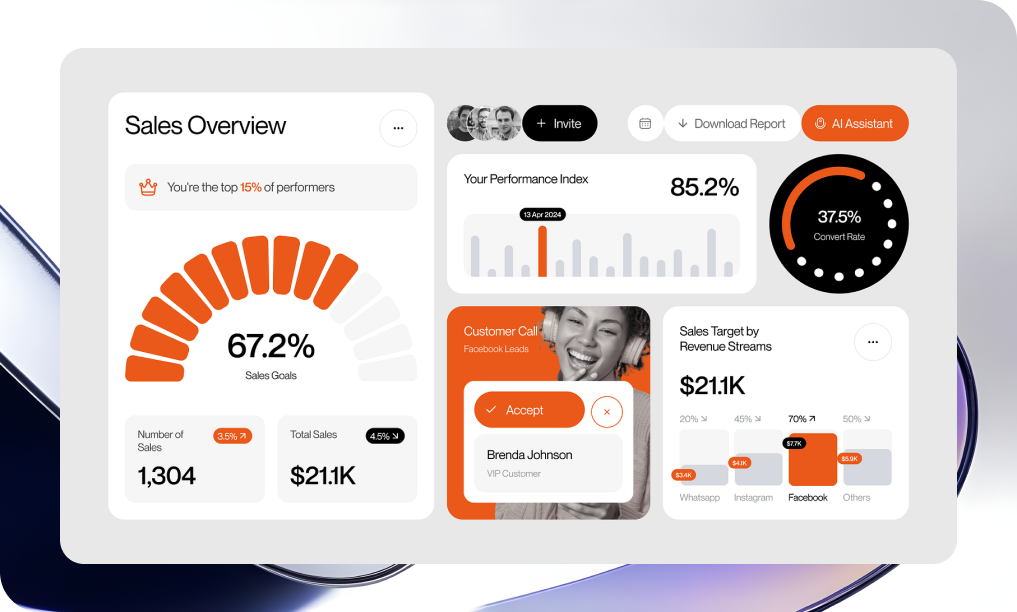 Sales Overview
You're the top 15% of performers
67.2%
Sales Goals
Number of
Sales
3.5%
1,304
Total Sales
4.5%
$21.1K
+ Invite
Download Report
AI Assistant
Your Performance Index
85.2%
13 Apr 2024
37.5%
Convert Rate
Customer Call
Facebook Leads
Accept
Brenda Johnson
VIP Customer
Sales Target by
Revenue Streams
$21.1K
20%
45%
70%
50%
$3.4K
$4.1K
$7.7K
$5.9K
Whatsapp
Instagram
Facebook
Others